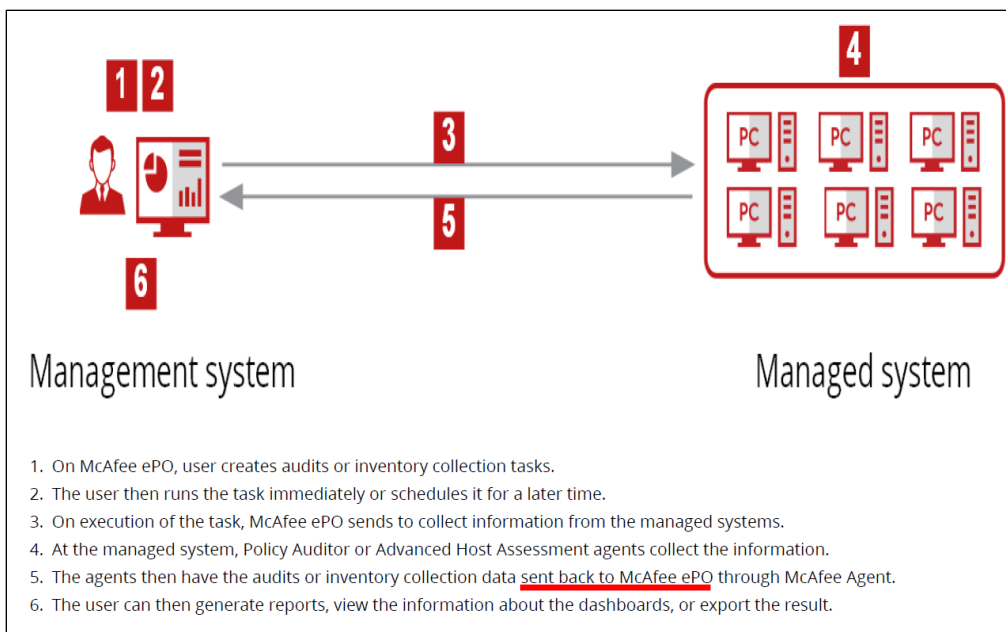 4
1 2
3
PC PC PC
PC PC PC
5
6
Management system Managed system
1. On McAfee ePO, user creates audits or inventory collection tasks.
2. The user then runs the task immediately or schedules it for a later time.
3. On execution of the task, McAfee ePO sends to collect information from the managed systems.
4. At the managed system, Policy Auditor or Advanced Host Assessment agents collect the information.
5. The agents then have the audits or inventory collection data sent back to McAfee ePO through McAfee Agent.
6. The user can then generate reports, view the information about the dashboards, or export the result.